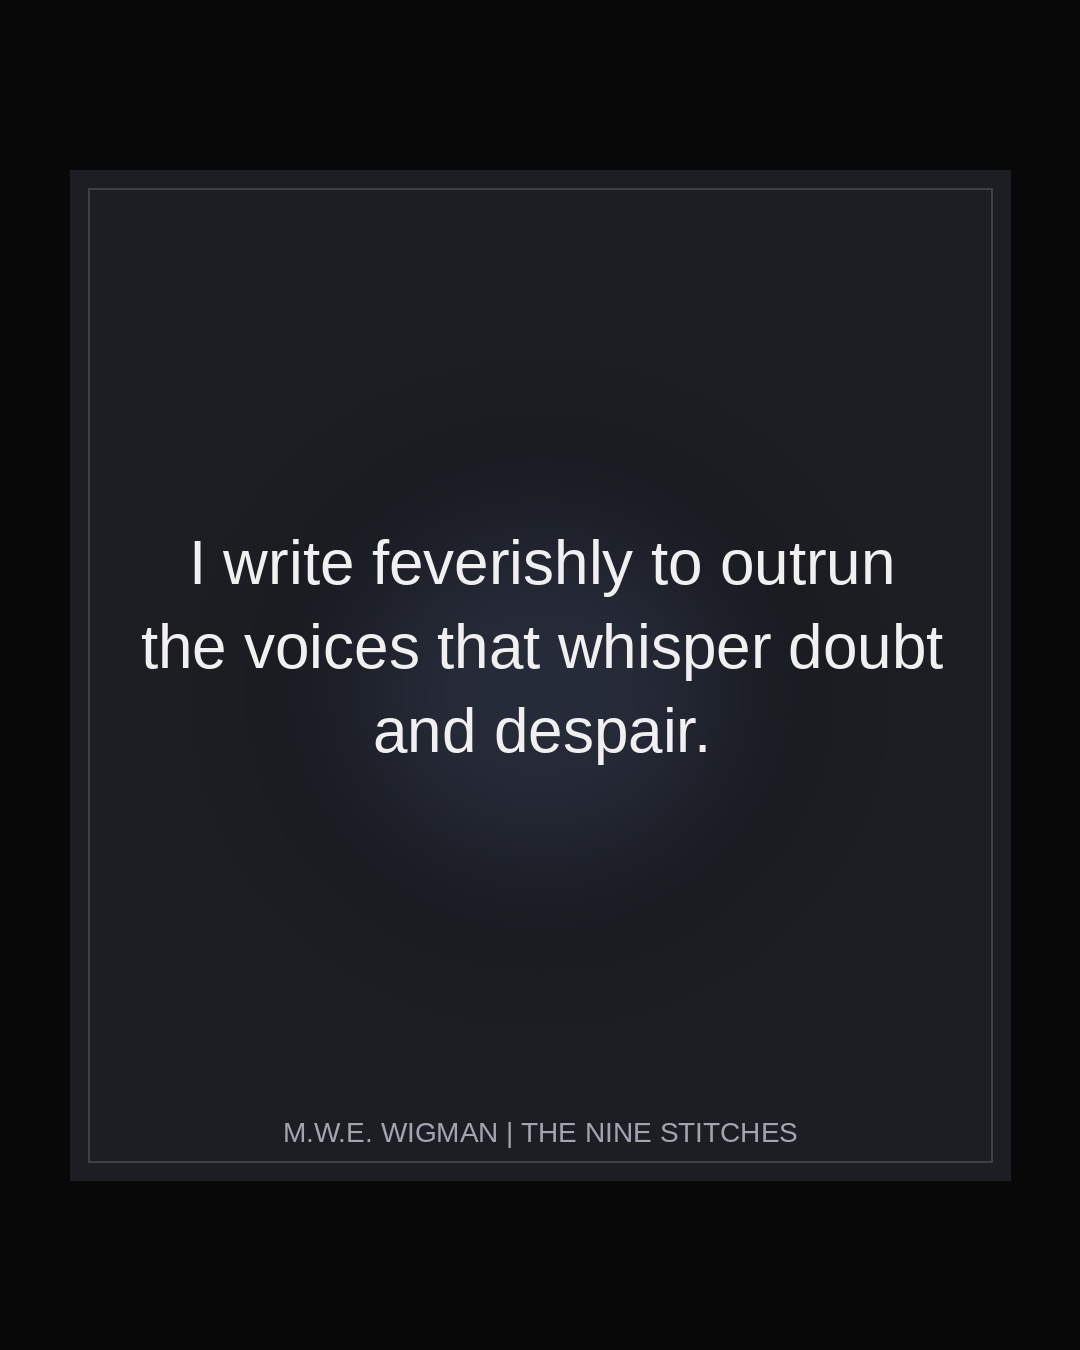 I write feverishly to outrun
the voices that whisper doubt
and despair.
M.W.E. WIGMAN | THE NINE STITCHES